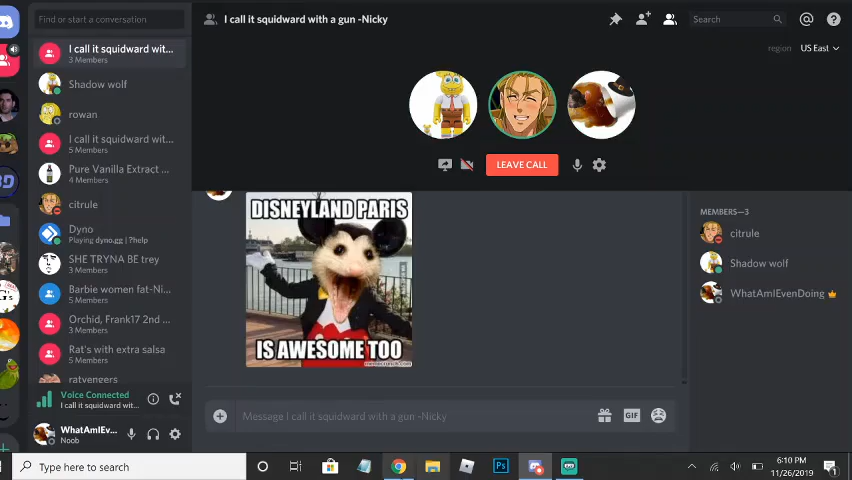 Find or start a conversation
I call it squidward with a gun -Nicky
Search
region US East
I call it squidward wit...
3 Members
Shadow wolf
rowan
I call it squidward wit...
5 Members
Pure Vanilla Extract ...
4 Members
citrule
Dyno
Playing dyno.gg | ?help
SHE TRYNA BE trey
3 Members
Barbie women fat-Ni...
3 Members
Orchid, Frank17 2nd ...
3 Members
Rat's with extra salsa
5 Members
ratvengers
Voice Connected
I call it squidward wit...
WhatAmIEv...
Noob
LEAVE CALL
DISNEYLAND PARIS
IS AWESOME TOO
Message I call it squidward with a gun -Nicky
GIF
MEMBERS—3
citrule
Shadow wolf
WhatAmIEvenDoing
Type here to search
Ps
6:10 PM
11/26/2019
1